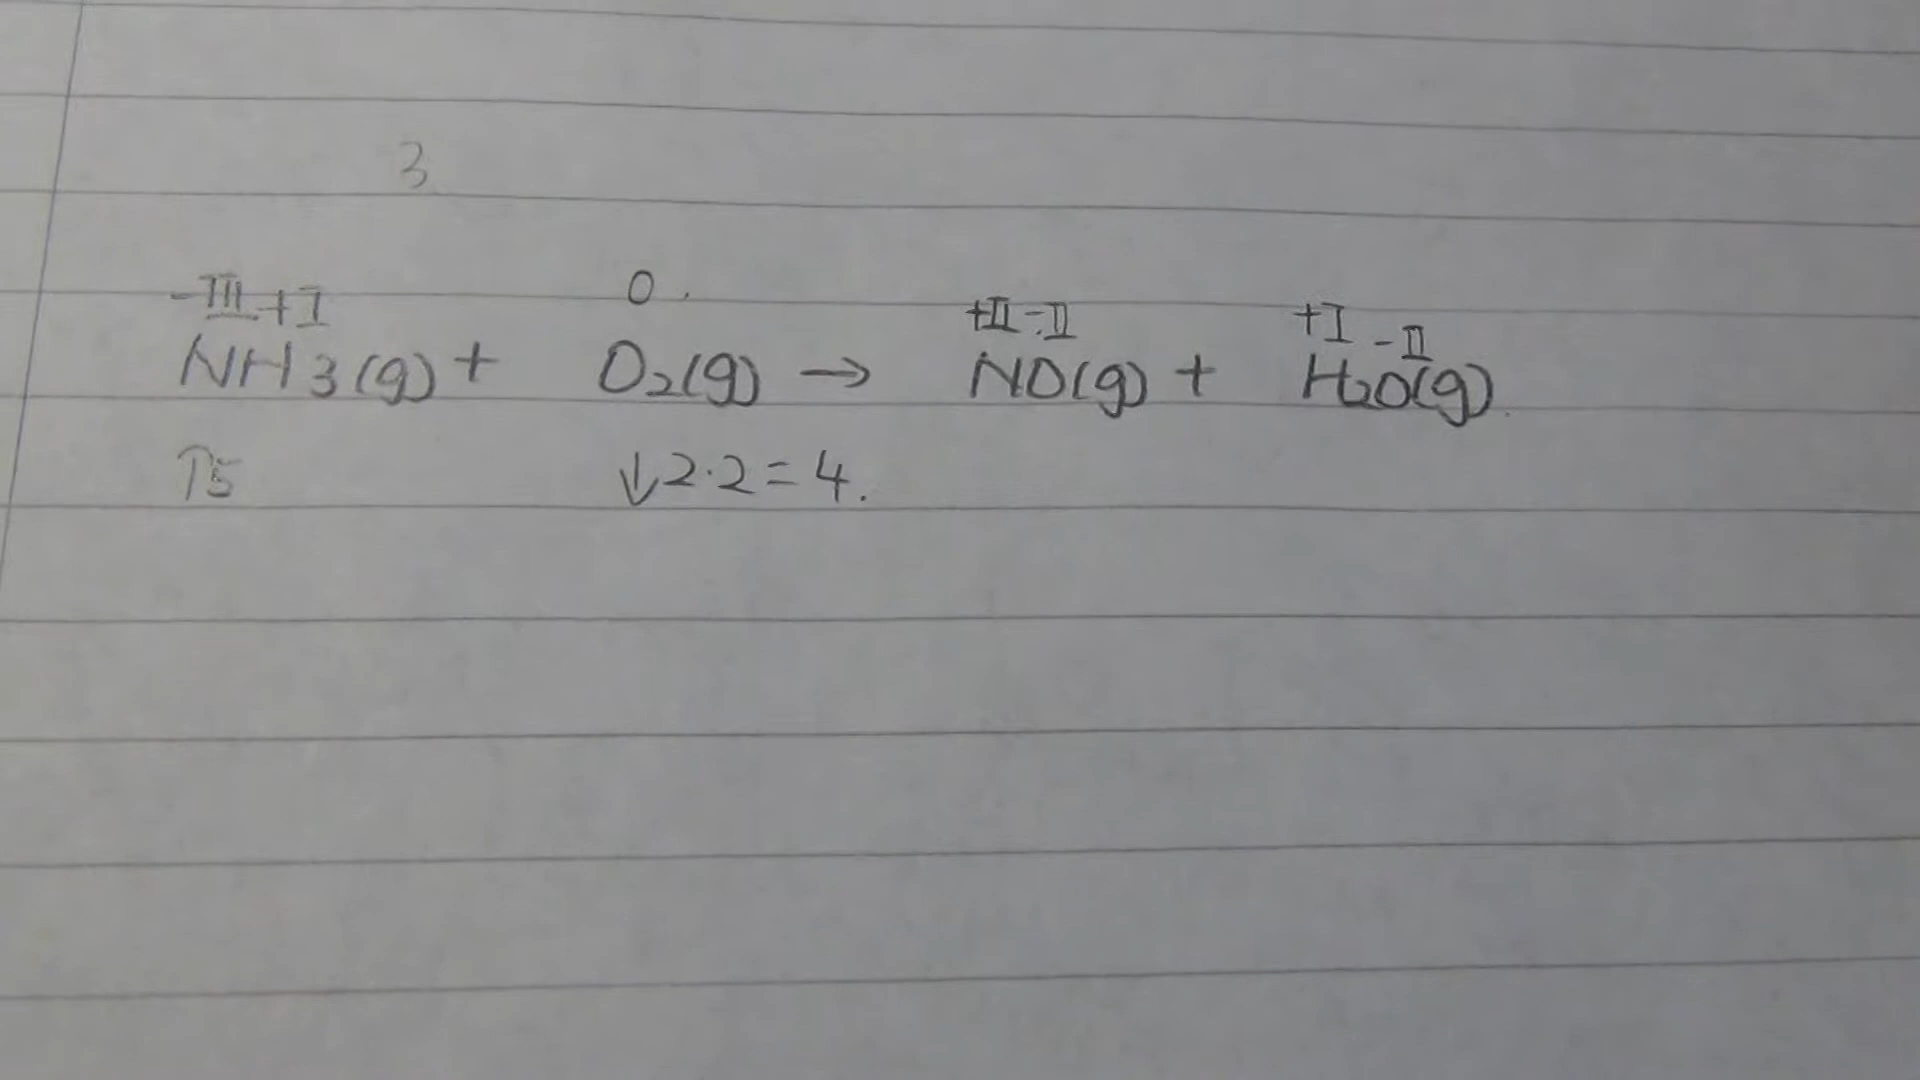 3
-III +I 0. +II -II +I -II
NH3(g) + O2(g) → NO(g) + H2O(g).
↑5 ↓2·2=4.